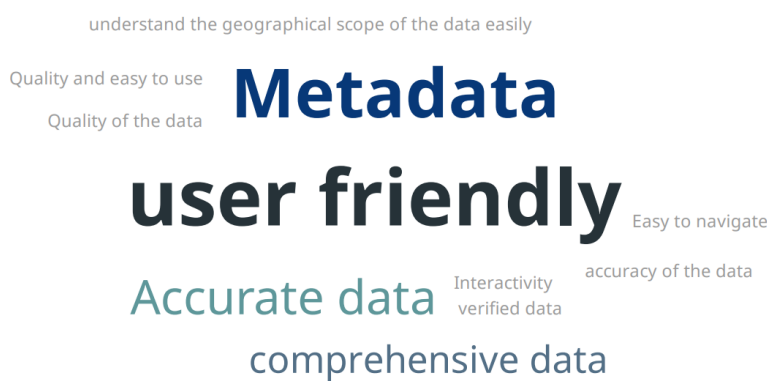 understand the geographical scope of the data easily
Quality and easy to use
Metadata
Quality of the data
user friendly
Easy to navigate
accuracy of the data
Accurate data
Interactivity
verified data
comprehensive data